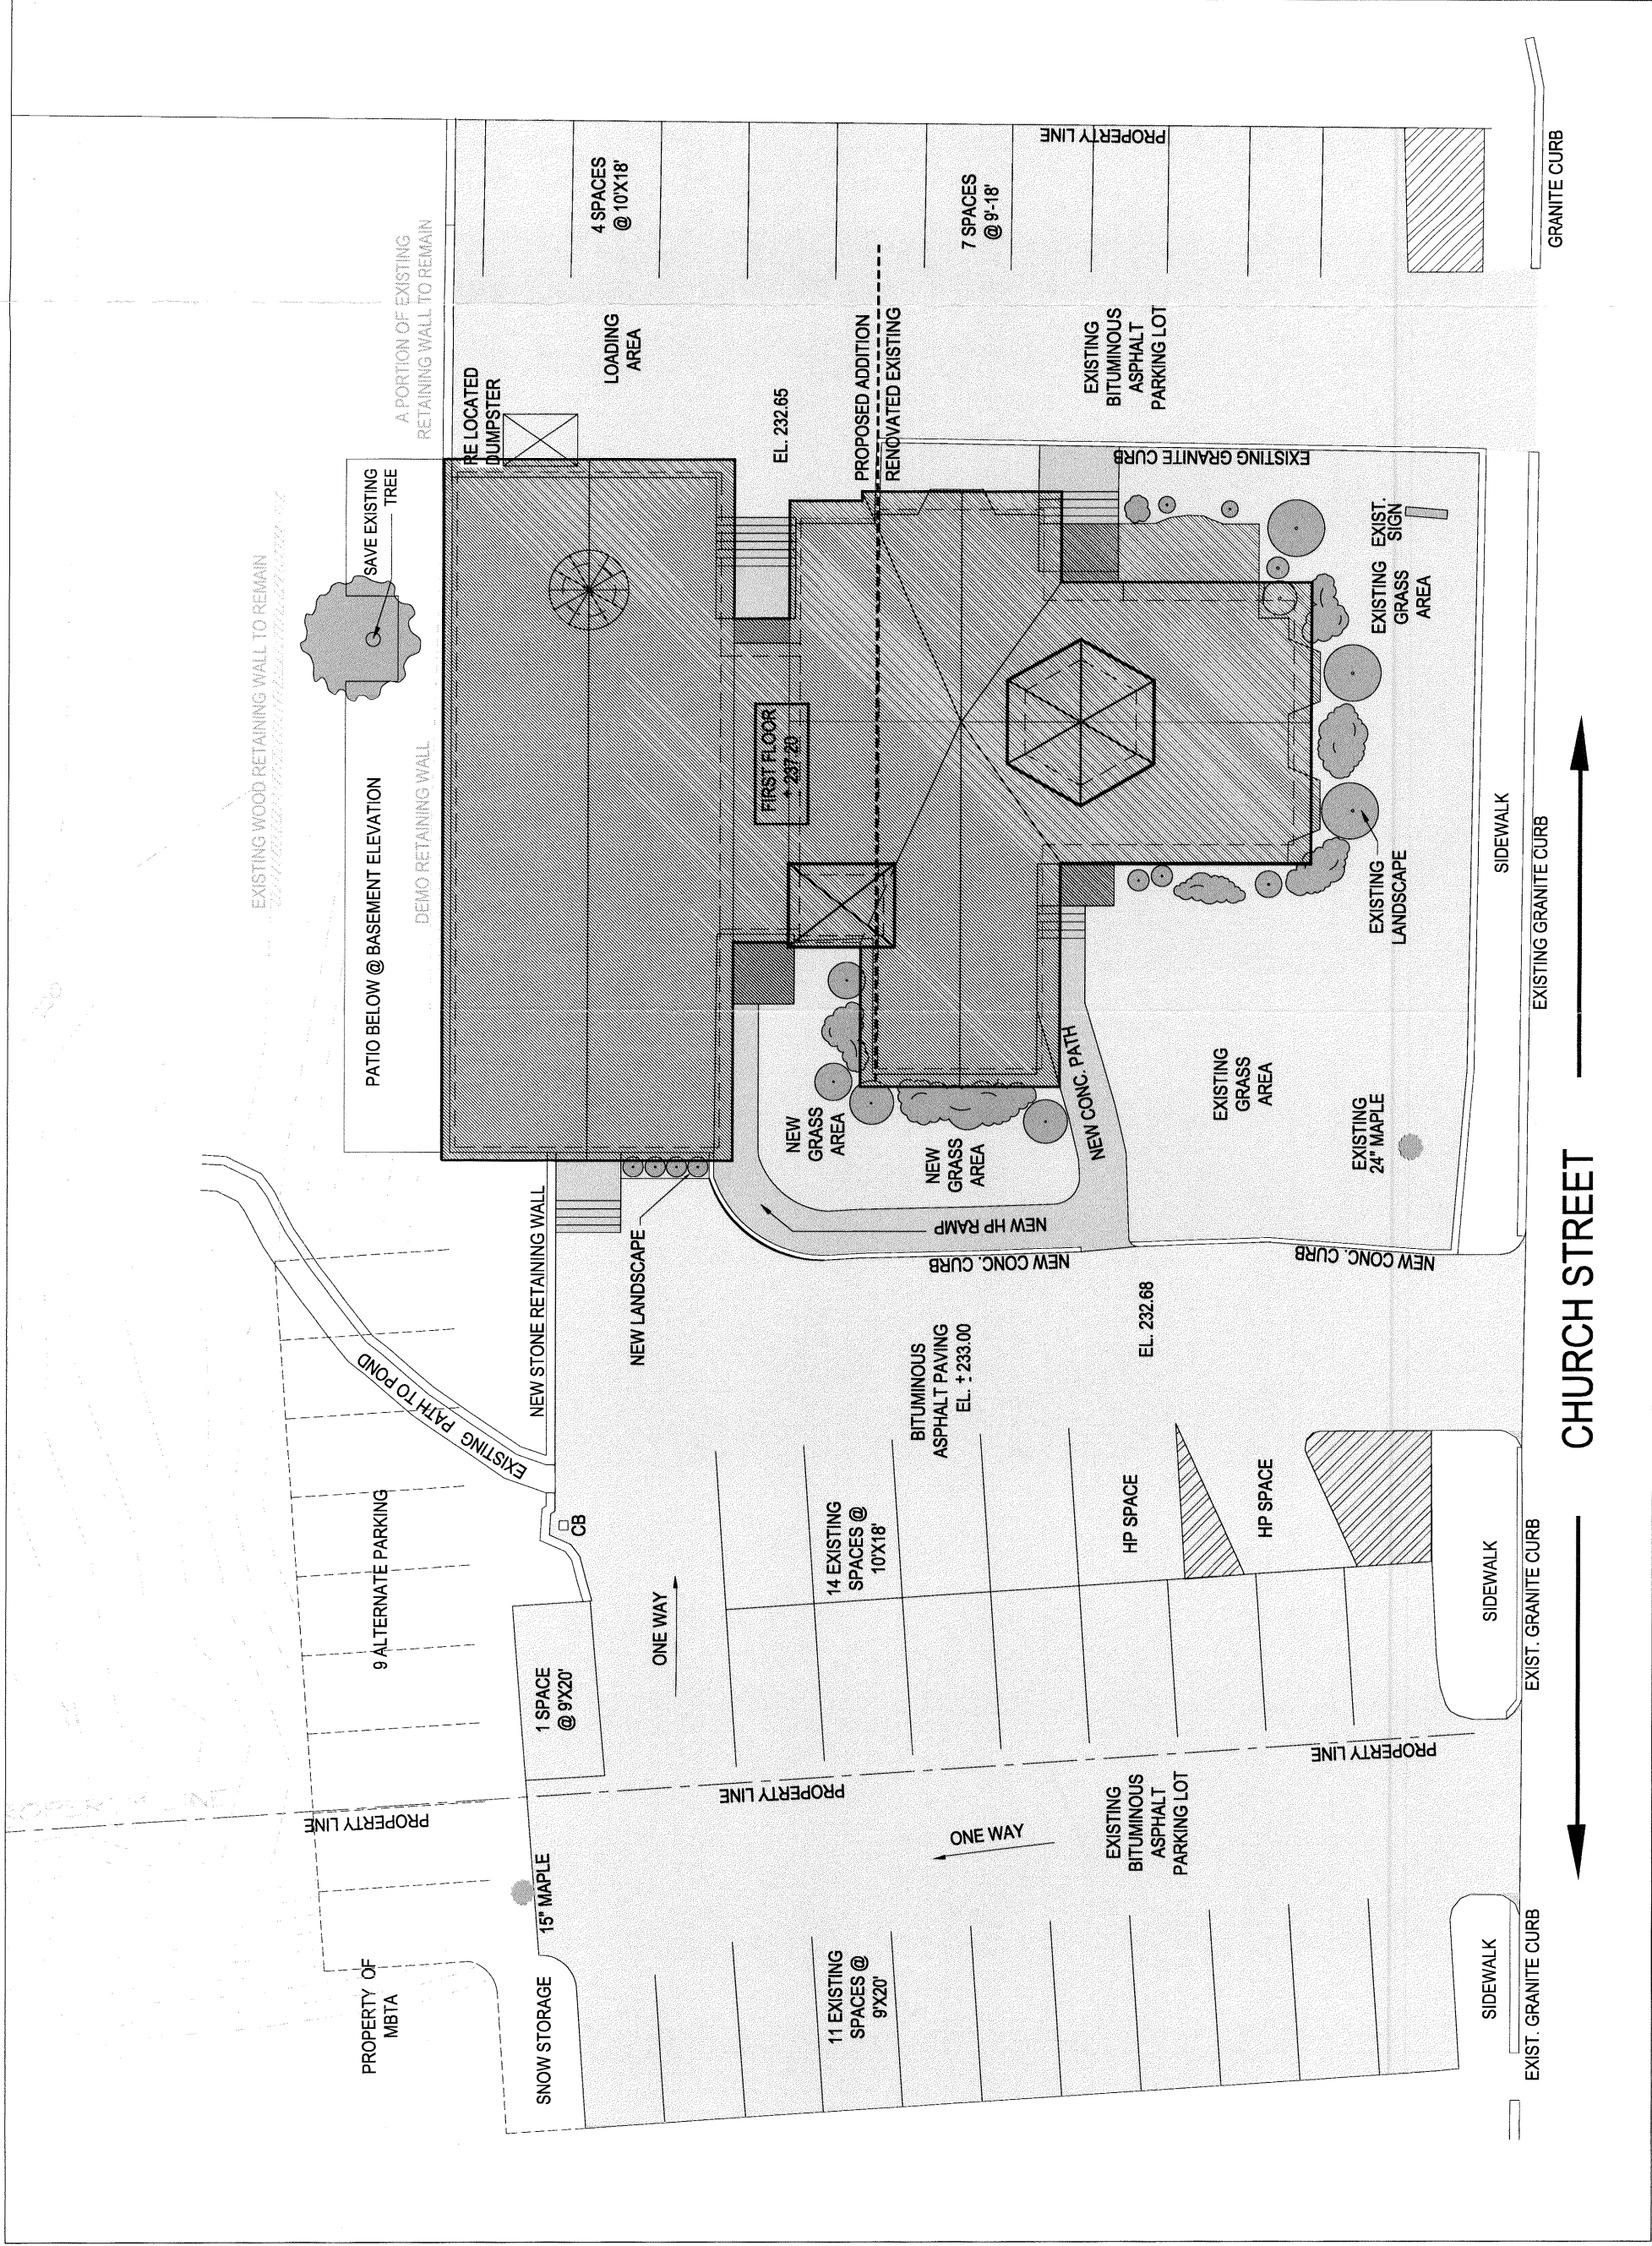 EXISTING WOOD RETAINING WALL TO REMAIN
A PORTION OF EXISTING
RETAINING WALL TO REMAIN
SAVE EXISTING
TREE
PATIO BELOW @ BASEMENT ELEVATION
DEMO RETAINING WALL
RE LOCATED
DUMPSTER
LOADING
AREA
4 SPACES
@ 10'X18'
EL. 232.65
PROPOSED ADDITION
RENOVATED EXISTING
7 SPACES
@ 9'-18'
PROPERTY LINE
EXISTING
BITUMINOUS
ASPHALT
PARKING LOT
EXISTING GRANITE CURB
FIRST FLOOR
237.20
EXIST.
SIGN
EXISTING
GRASS
AREA
EXISTING
LANDSCAPE
SIDEWALK
EXISTING GRANITE CURB
GRANITE CURB
NEW
GRASS
AREA
NEW
GRASS
AREA
NEW CONC. PATH
EXISTING
GRASS
AREA
EXISTING
24" MAPLE
NEW HP RAMP
NEW CONC. CURB
NEW CONC. CURB
NEW STONE RETAINING WALL
NEW LANDSCAPE
EXISTING PATH TO POND
BITUMINOUS
ASPHALT PAVING
EL. ± 233.00
EL. 232.68
CHURCH STREET
9 ALTERNATE PARKING
CB
14 EXISTING
SPACES @
10'X18'
HP SPACE
HP SPACE
ONE WAY
1 SPACE
@ 9'X20'
SIDEWALK
EXIST. GRANITE CURB
PROPERTY LINE
PROPERTY LINE
PROPERTY LINE
ONE WAY
EXISTING
BITUMINOUS
ASPHALT
PARKING LOT
15" MAPLE
PROPERTY OF
MBTA
SNOW STORAGE
11 EXISTING
SPACES @
9'X20'
SIDEWALK
EXIST. GRANITE CURB